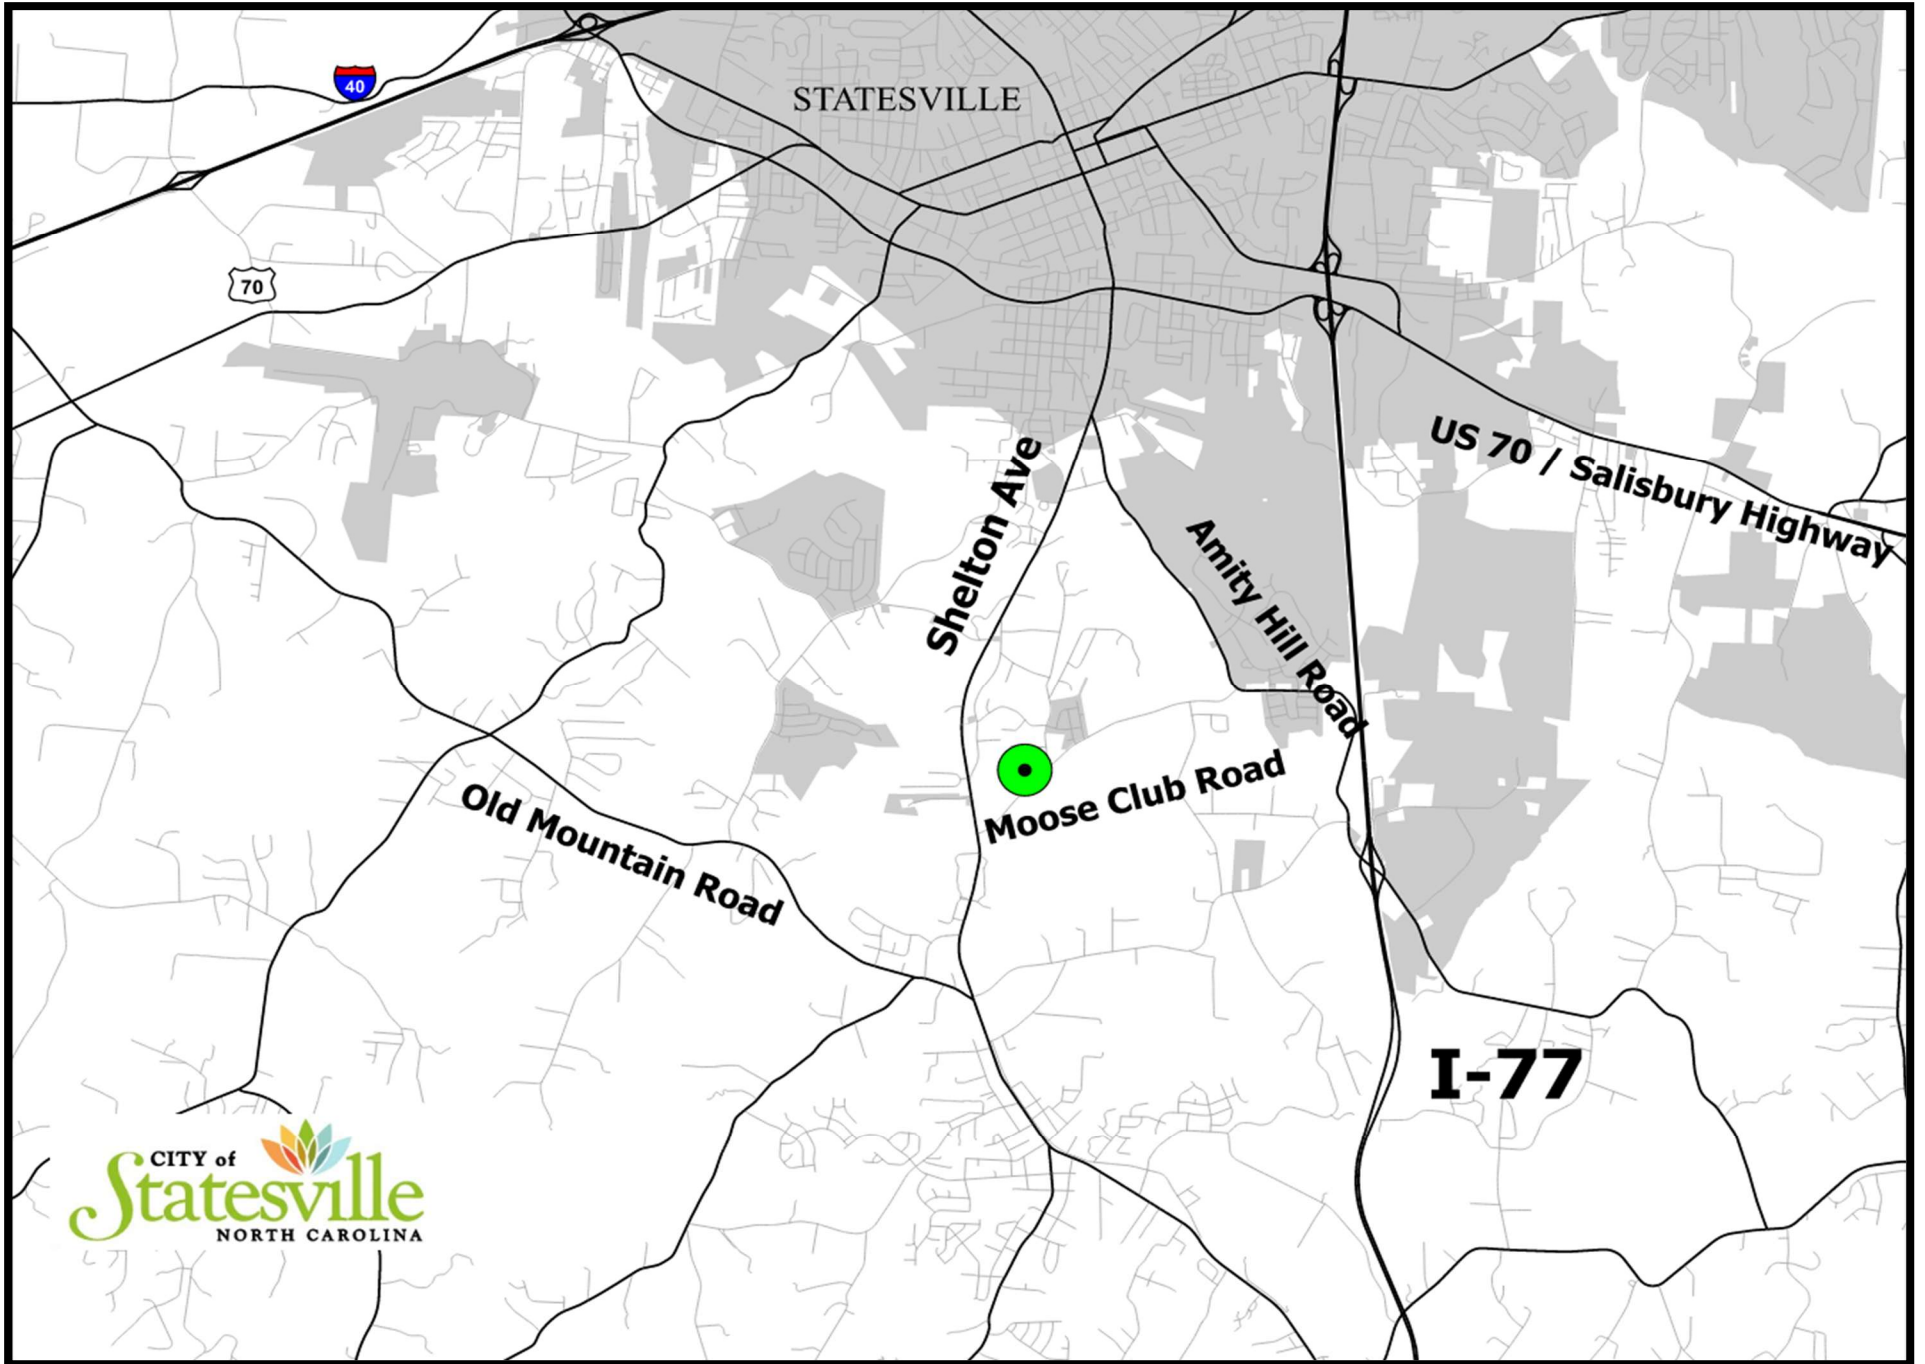 40
STATESVILLE
70
US 70 / Salisbury Highway
Shelton Ave
Amity Hill Road
Moose Club Road
Old Mountain Road
I-77
CITY of
Statesville
NORTH CAROLINA